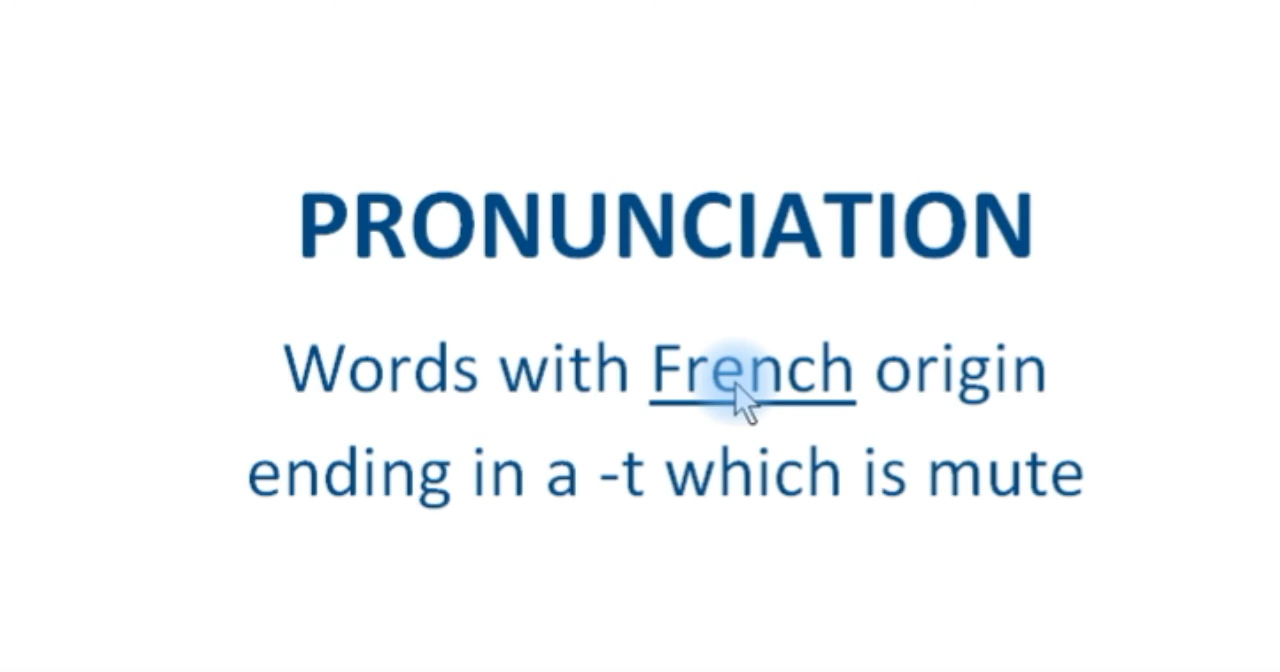 PRONUNCIATION
Words with French origin
ending in a -t which is mute